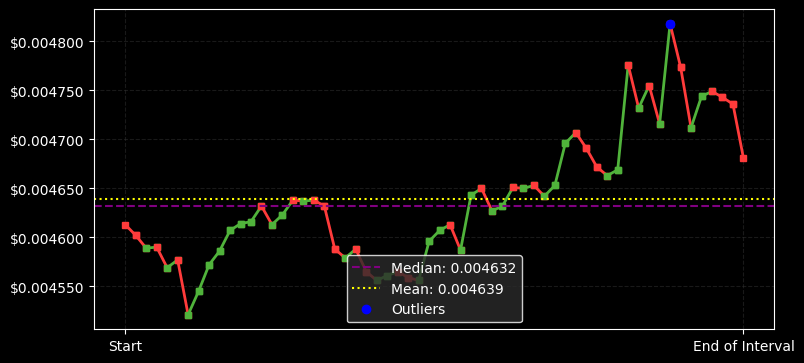 $0.004800
$0.004750
$0.004700
$0.004650
$0.004600
$0.004550
Median: 0.004632
Mean: 0.004639
Outliers
Start
End of Interval